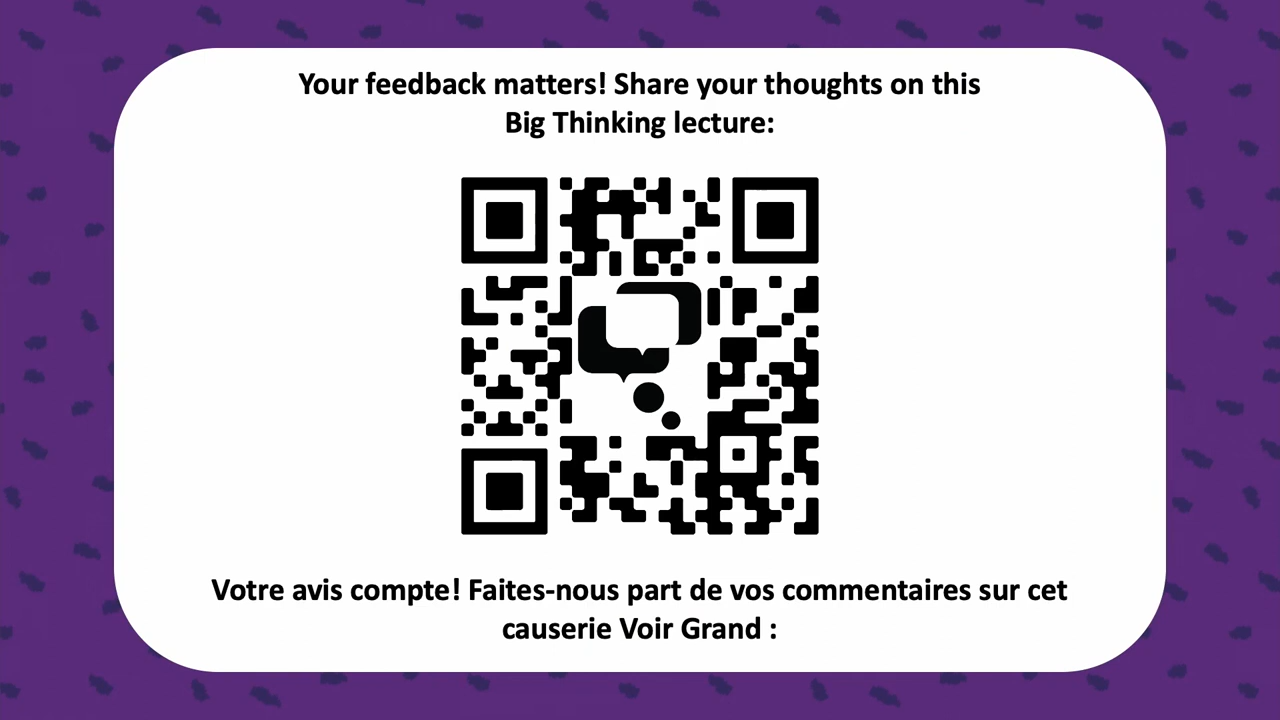 Your feedback matters! Share your thoughts on this
Big Thinking lecture:
Votre avis compte! Faites-nous part de vos commentaires sur cet
causerie Voir Grand :